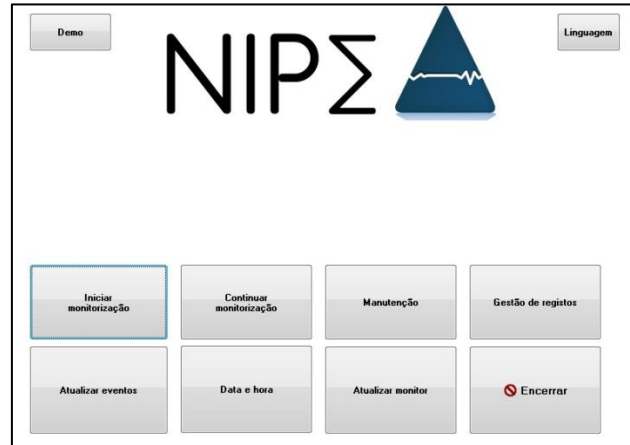 Demo
Linguagem
NIPΣ
Iniciar
monitorização
Continuar
monitorização
Manutenção
Gestão de registos
Atualizar eventos
Data e hora
Atualizar monitor
Encerrar